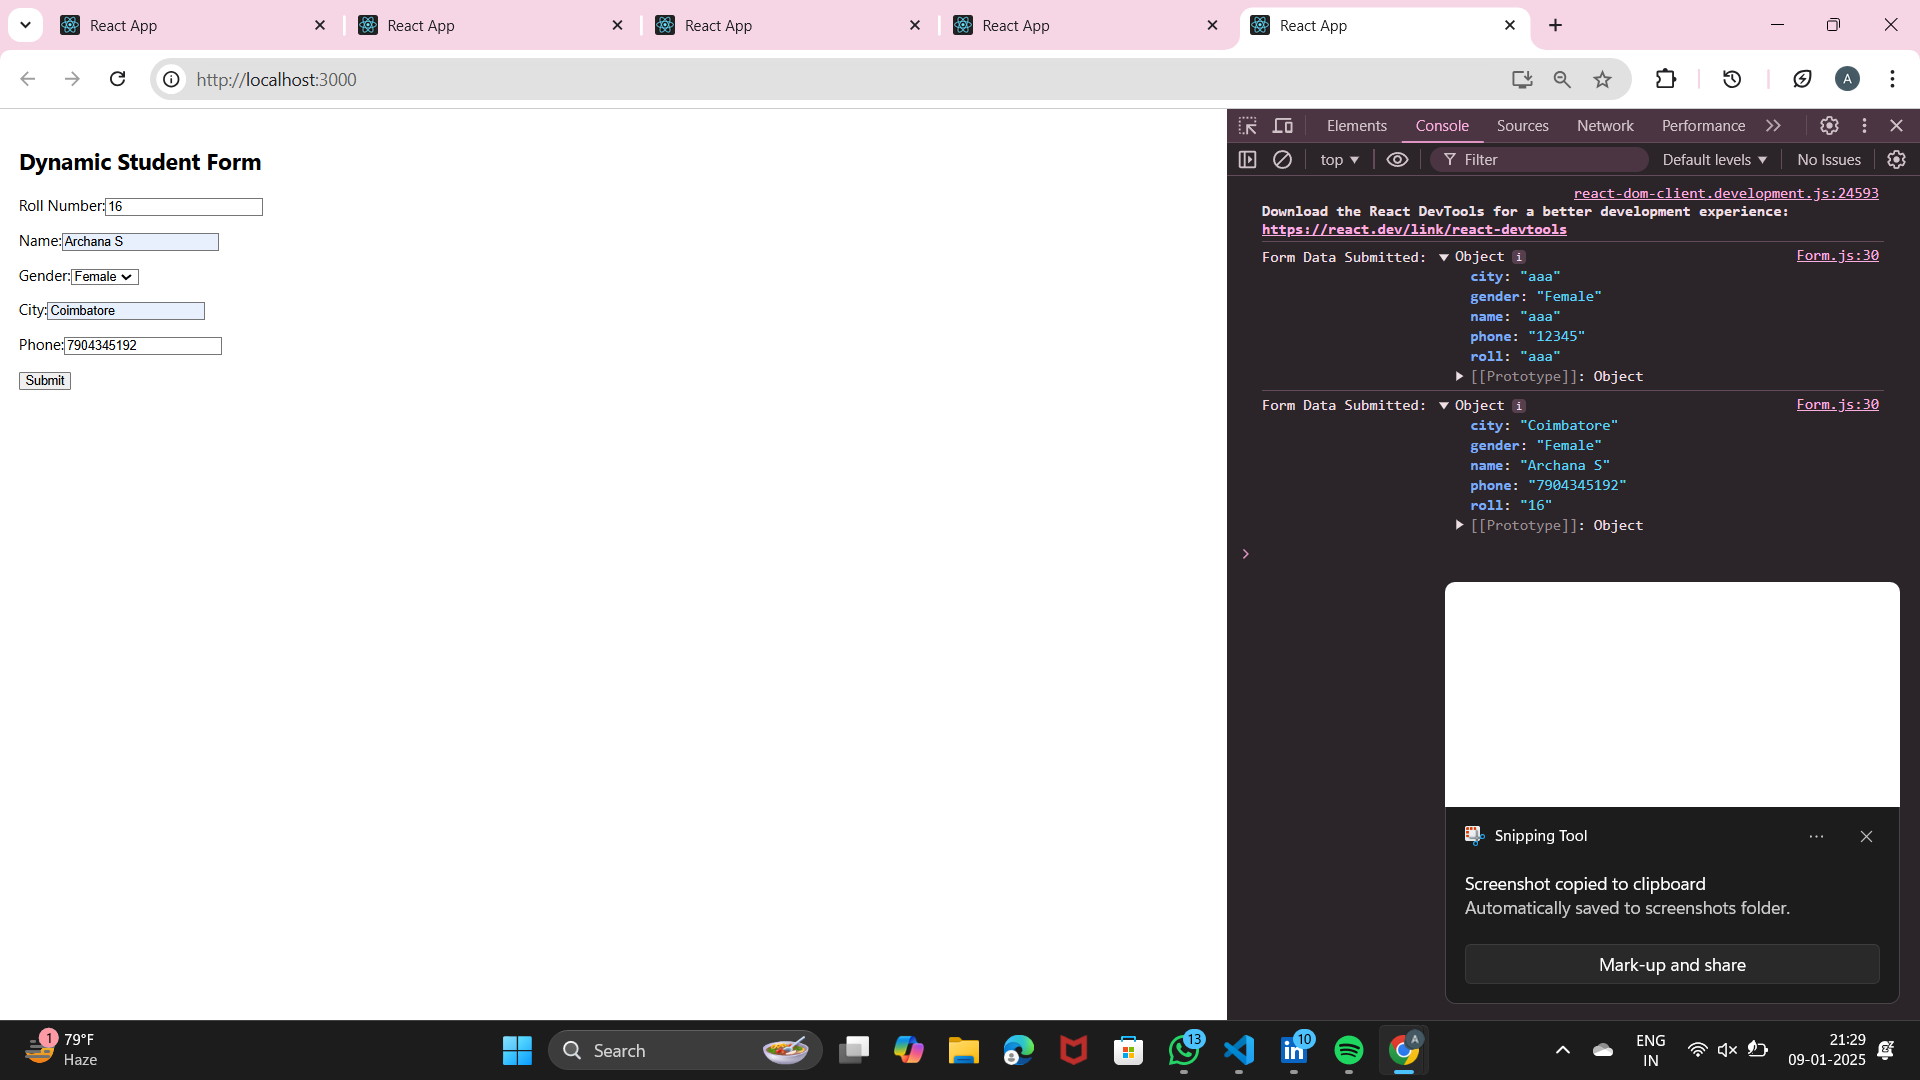 React App
React App
React App
React App
React App
http://localhost:3000
A
Dynamic Student Form
Roll Number:16
Name:Archana S
Gender:Female
City:Coimbatore
Phone:7904345192
Submit
Elements Console Sources Network Performance
top Filter Default levels No Issues
react-dom-client.development.js:24593
Download the React DevTools for a better development experience:
https://react.dev/link/react-devtools
Form Data Submitted: Object i Form.js:30
city: "aaa"
gender: "Female"
name: "aaa"
phone: "12345"
roll: "aaa"
[[Prototype]]: Object
Form Data Submitted: Object i Form.js:30
city: "Coimbatore"
gender: "Female"
name: "Archana S"
phone: "7904345192"
roll: "16"
[[Prototype]]: Object
Snipping Tool
Screenshot copied to clipboard
Automatically saved to screenshots folder.
Mark-up and share
1
79°F
Haze
Search
13
10
A
ENG
IN
21:29
09-01-2025